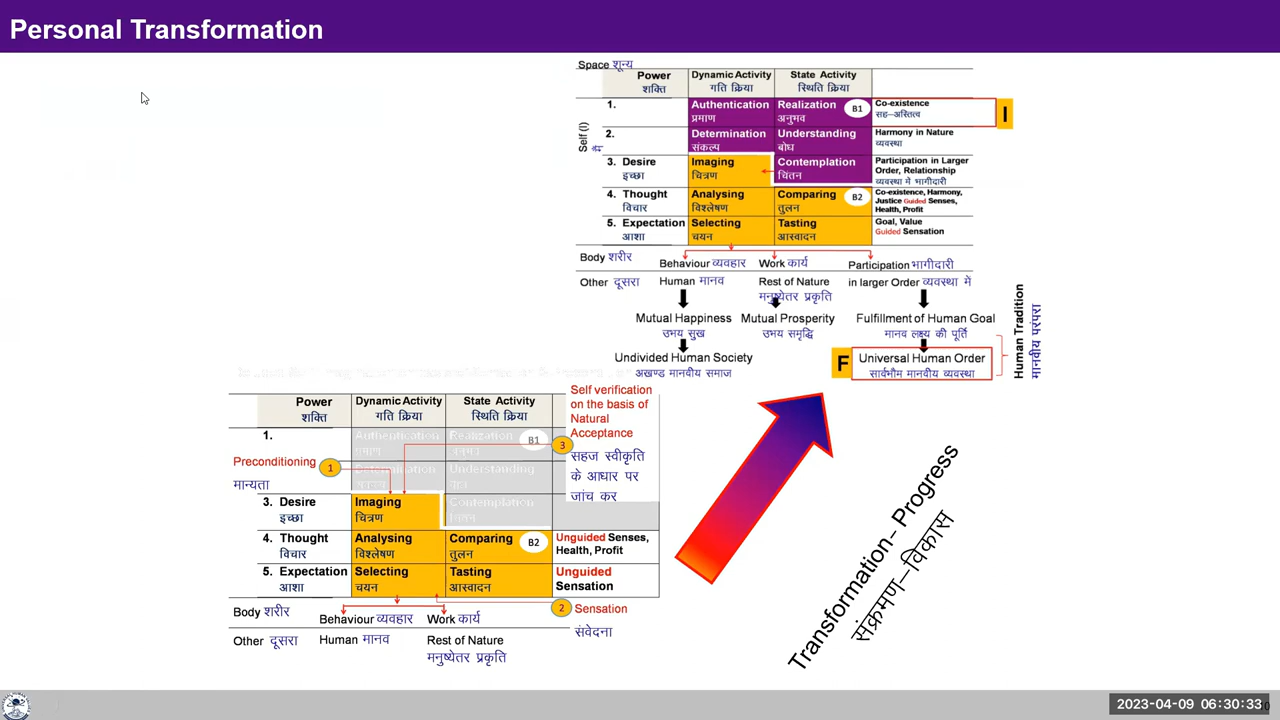 Personal Transformation
Space शून्य
Power Dynamic Activity State Activity
शक्ति गति क्रिया स्थिति क्रिया
Self (I)
1. Authentication Realization B1 Co-existence I
प्रमाण अनुभव सह-अस्तित्व
2. Determination Understanding Harmony in Nature
संकल्प बोध व्यवस्था
3. Desire Imaging Contemplation Participation in Larger
इच्छा चित्रण चिंतन Order, Relationship
व्यवस्था में भागीदारी
4. Thought Analysing Comparing B2 Co-existence, Harmony,
विचार विश्लेषण तुलन Justice Guided Senses,
Health, Profit
5. Expectation Selecting Tasting Goal, Value
आशा चयन आस्वादन Guided Sensation
Body शरीर Behaviour व्यवहार Work कार्य Participation भागीदारी
Other दूसरा Human मानव Rest of Nature in larger Order व्यवस्था में
मनुष्येतर प्रकृति
Mutual Happiness Mutual Prosperity Fulfillment of Human Goal
उभय सुख उभय समृद्धि मानव लक्ष्य की पूर्ति
Undivided Human Society F Universal Human Order
अखण्ड मानवीय समाज सार्वभौम मानवीय व्यवस्था
Human Tradition
मानवीय परंपरा
Power Dynamic Activity State Activity
शक्ति गति क्रिया स्थिति क्रिया
Self verification
on the basis of
Natural
Acceptance
सहज स्वीकृति
के आधार पर
जांच कर
1. Authentication Realization B1 3
प्रमाण अनुभव
Preconditioning 1 Determination Understanding
मान्यता
3. Desire Imaging Contemplation
इच्छा चित्रण चिंतन
4. Thought Analysing Comparing B2 Unguided Senses,
विचार विश्लेषण तुलन Health, Profit
5. Expectation Selecting Tasting Unguided
आशा चयन आस्वादन Sensation
Body शरीर Behaviour व्यवहार Work कार्य 2 Sensation
संवेदना
Other दूसरा Human मानव Rest of Nature
मनुष्येतर प्रकृति
Transformation– Progress
संक्रमण–विकास
2023-04-09 06:30:33